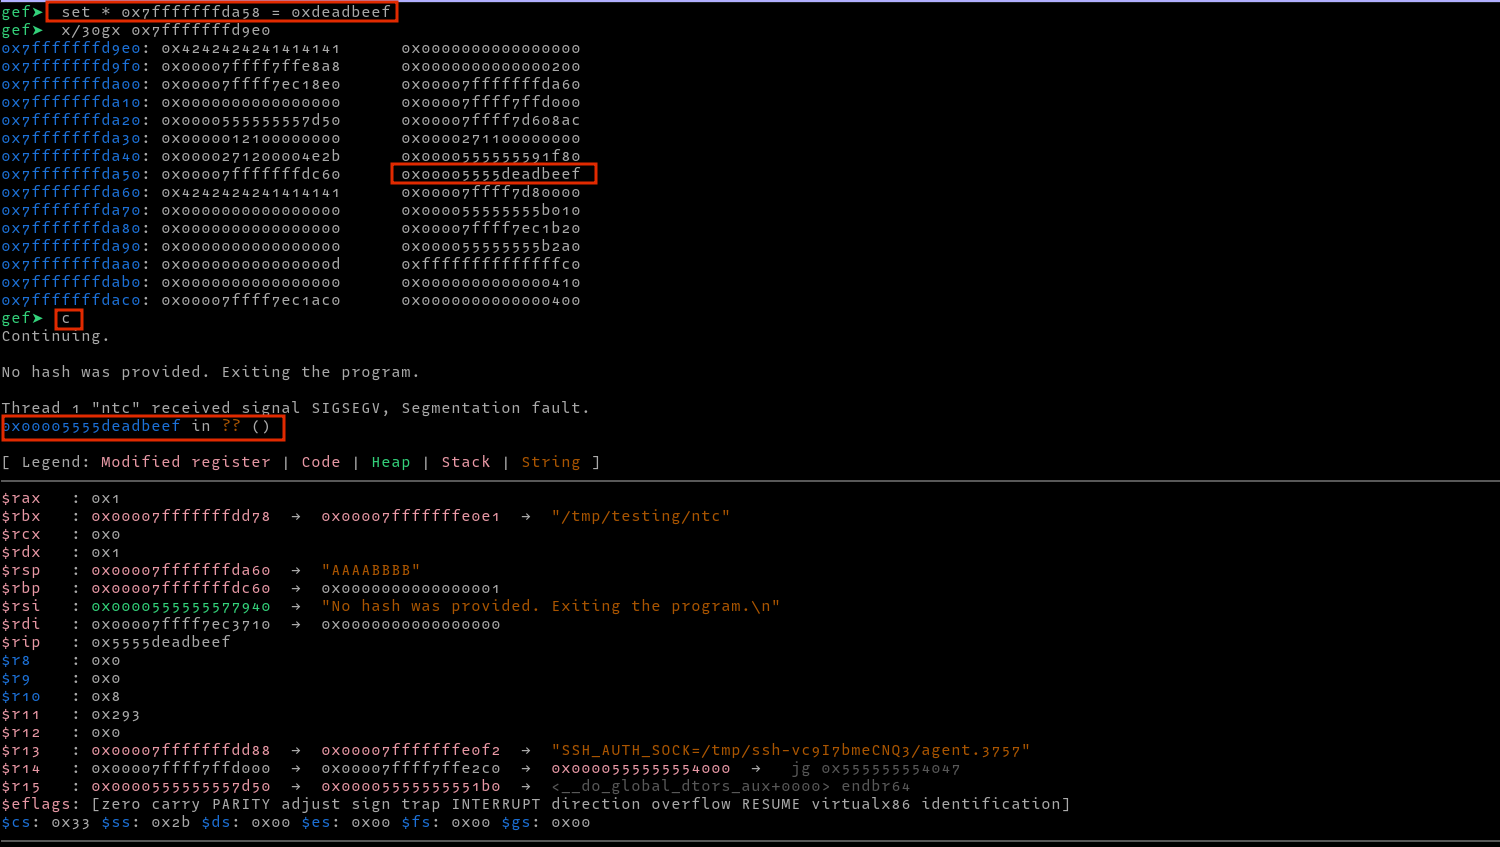 gef➤  set * 0x7fffffffda58 = 0xdeadbeef
gef➤  x/30gx 0x7fffffffd9e0
0x7fffffffd9e0: 0x4242424241414141      0x0000000000000000
0x7fffffffd9f0: 0x00007ffff7ffe8a8      0x0000000000000200
0x7fffffffda00: 0x00007ffff7ec18e0      0x00007fffffffda60
0x7fffffffda10: 0x0000000000000000      0x00007ffff7ffd000
0x7fffffffda20: 0x0000555555557d50      0x00007ffff7d608ac
0x7fffffffda30: 0x0000012100000000      0x0000271100000000
0x7fffffffda40: 0x0000271200004e2b      0x0000555555591f80
0x7fffffffda50: 0x00007fffffffdc60      0x00005555deadbeef
0x7fffffffda60: 0x4242424241414141      0x00007ffff7d80000
0x7fffffffda70: 0x0000000000000000      0x000055555555b010
0x7fffffffda80: 0x0000000000000000      0x00007ffff7ec1b20
0x7fffffffda90: 0x0000000000000000      0x000055555555b2a0
0x7fffffffdaa0: 0x000000000000000d      0xffffffffffffffc0
0x7fffffffdab0: 0x0000000000000000      0x0000000000000410
0x7fffffffdac0: 0x00007ffff7ec1ac0      0x0000000000000400
gef➤  c
Continuing.
No hash was provided. Exiting the program.
Thread 1 "ntc" received signal SIGSEGV, Segmentation fault.
0x00005555deadbeef in ?? ()
[ Legend: Modified register | Code | Heap | Stack | String ]
$rax   : 0x1
$rbx   : 0x00007fffffffdd78  →  0x00007fffffffe0e1  →  "/tmp/testing/ntc"
$rcx   : 0x0
$rdx   : 0x1
$rsp   : 0x00007fffffffda60  →  "AAAABBBB"
$rbp   : 0x00007fffffffdc60  →  0x0000000000000001
$rsi   : 0x0000555555577940  →  "No hash was provided. Exiting the program.\n"
$rdi   : 0x00007ffff7ec3710  →  0x0000000000000000
$rip   : 0x5555deadbeef
$r8    : 0x0
$r9    : 0x0
$r10   : 0x8
$r11   : 0x293
$r12   : 0x0
$r13   : 0x00007fffffffdd88  →  0x00007fffffffe0f2  →  "SSH_AUTH_SOCK=/tmp/ssh-vc9I7bmeCNQ3/agent.3757"
$r14   : 0x00007ffff7ffd000  →  0x00007ffff7ffe2c0  →  0x0000555555554000  →   jg 0x555555554047
$r15   : 0x0000555555557d50  →  0x00005555555551b0  →  <__do_global_dtors_aux+0000> endbr64
$eflags: [zero carry PARITY adjust sign trap INTERRUPT direction overflow RESUME virtualx86 identification]
$cs: 0x33 $ss: 0x2b $ds: 0x00 $es: 0x00 $fs: 0x00 $gs: 0x00